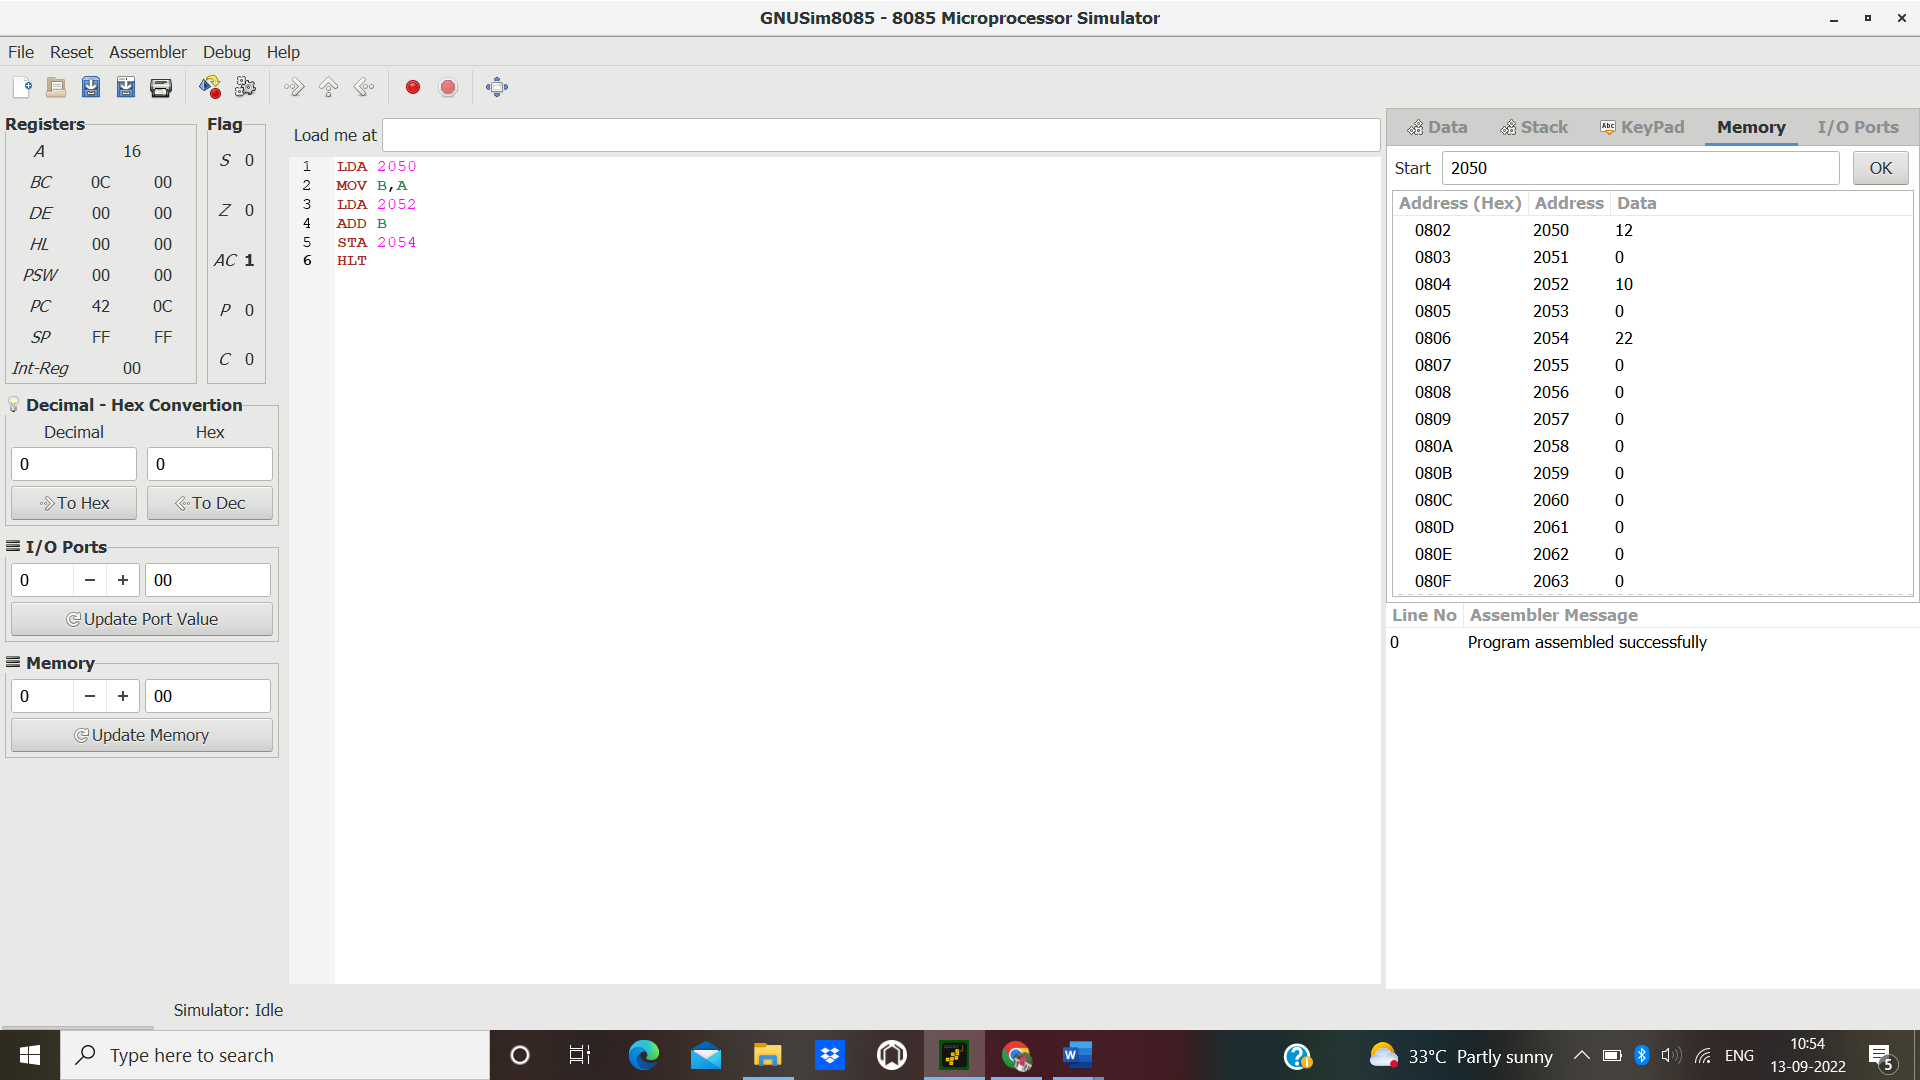 GNUSim8085 - 8085 Microprocessor Simulator
File Reset Assembler Debug Help
Registers
A 16
BC 0C 00
DE 00 00
HL 00 00
PSW 00 00
PC 42 0C
SP FF FF
Int-Reg 00
Flag
S 0
Z 0
AC 1
P 0
C 0
Decimal - Hex Convertion
Decimal Hex
0 0
To Hex To Dec
I/O Ports
0 − + 00
Update Port Value
Memory
0 − + 00
Update Memory
Load me at
1 LDA 2050
2 MOV B,A
3 LDA 2052
4 ADD B
5 STA 2054
6 HLT
Data Stack Abc KeyPad Memory I/O Ports
Start 2050 OK
Address (Hex) Address Data
0802 2050 12
0803 2051 0
0804 2052 10
0805 2053 0
0806 2054 22
0807 2055 0
0808 2056 0
0809 2057 0
080A 2058 0
080B 2059 0
080C 2060 0
080D 2061 0
080E 2062 0
080F 2063 0
Line No Assembler Message
0 Program assembled successfully
Simulator: Idle
Type here to search
33°C Partly sunny
ENG
10:54
13-09-2022
5